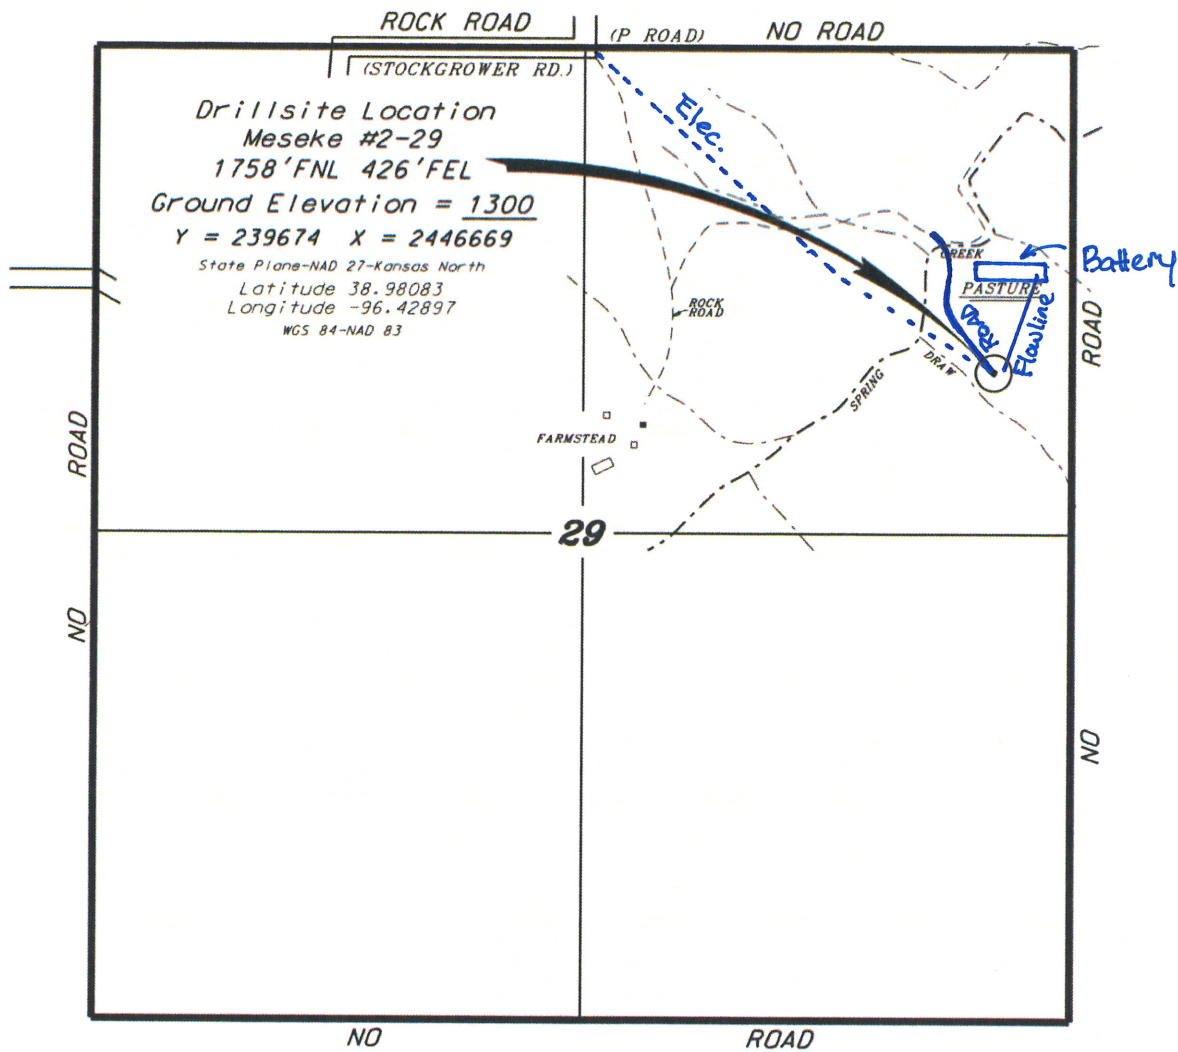 ROCK ROAD
(P ROAD) NO ROAD
(STOCKGROWER RD.)
Drillsite Location
Meseke #2-29
1758'FNL 426'FEL
Ground Elevation = 1300
Y = 239674 X = 2446669
State Plane-NAD 27-Kansas North
Latitude 38.98083
Longitude -96.42897
WGS 84-NAD 83
Elec.
CREEK
Battery
PASTURE
ROCK
ROAD
ROAD
Flowline
ROAD
DRAW
SPRING
FARMSTEAD
ROAD
29
NO
NO
NO ROAD